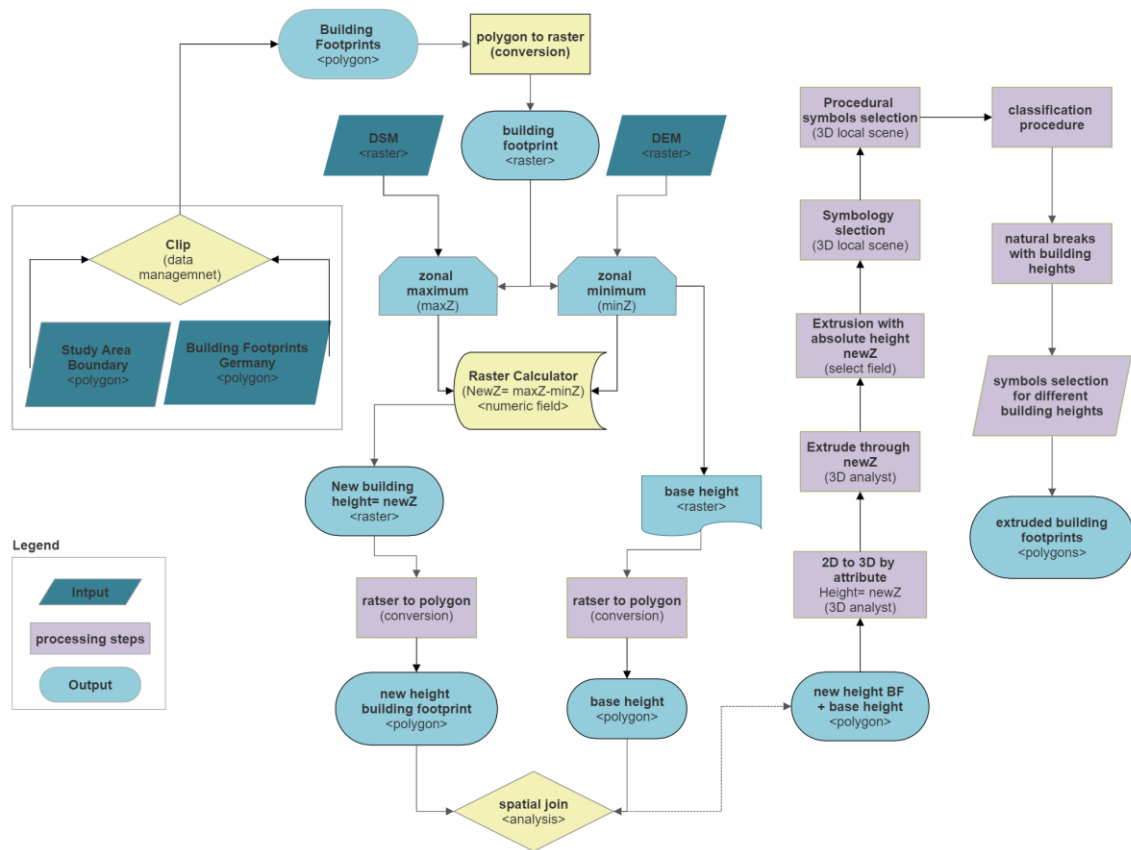 Building
Footprints
<polygon>
polygon to raster
(conversion)
DSM
<raster>
building
footprint
<raster>
DEM
<raster>
Clip
(data
managemnet)
Study Area
Boundary
<polygon>
Building Footprints
Germany
<polygon>
zonal
maximum
(maxZ)
zonal
minimum
(minZ)
Raster Calculator
(NewZ= maxZ-minZ)
<numeric field>
New building
height= newZ
<raster>
base height
<raster>
ratser to polygon
(conversion)
ratser to polygon
(conversion)
new height
building footprint
<polygon>
base height
<polygon>
spatial join
<analysis>
new height BF
+ base height
<polygon>
2D to 3D by
attribute
Height= newZ
(3D analyst)
Extrude through
newZ
(3D analyst)
Extrusion with
absolute height
newZ
(select field)
Symbology
slection
(3D local scene)
Procedural
symbols selection
(3D local scene)
classification
procedure
natural breaks
with building
heights
symbols selection
for different
building heights
extruded building
footprints
<polygons>
Legend
Intput
processing steps
Output